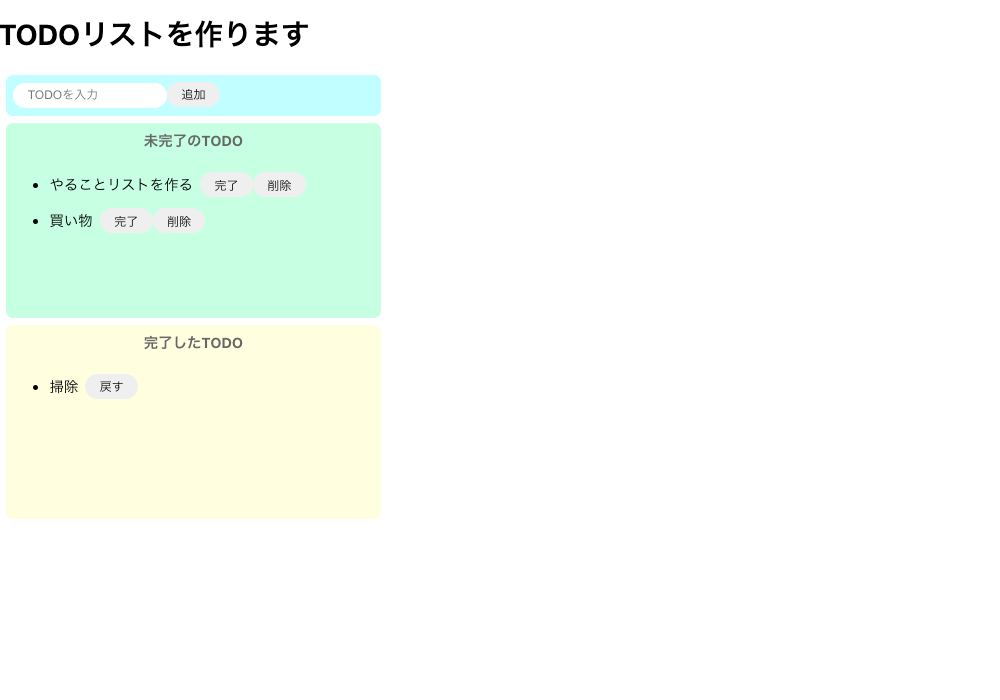 TODOリストを作ります
TODOを入力 追加
未完了のTODO
やることリストを作る 完了 削除
買い物 完了 削除
完了したTODO
掃除 戻す